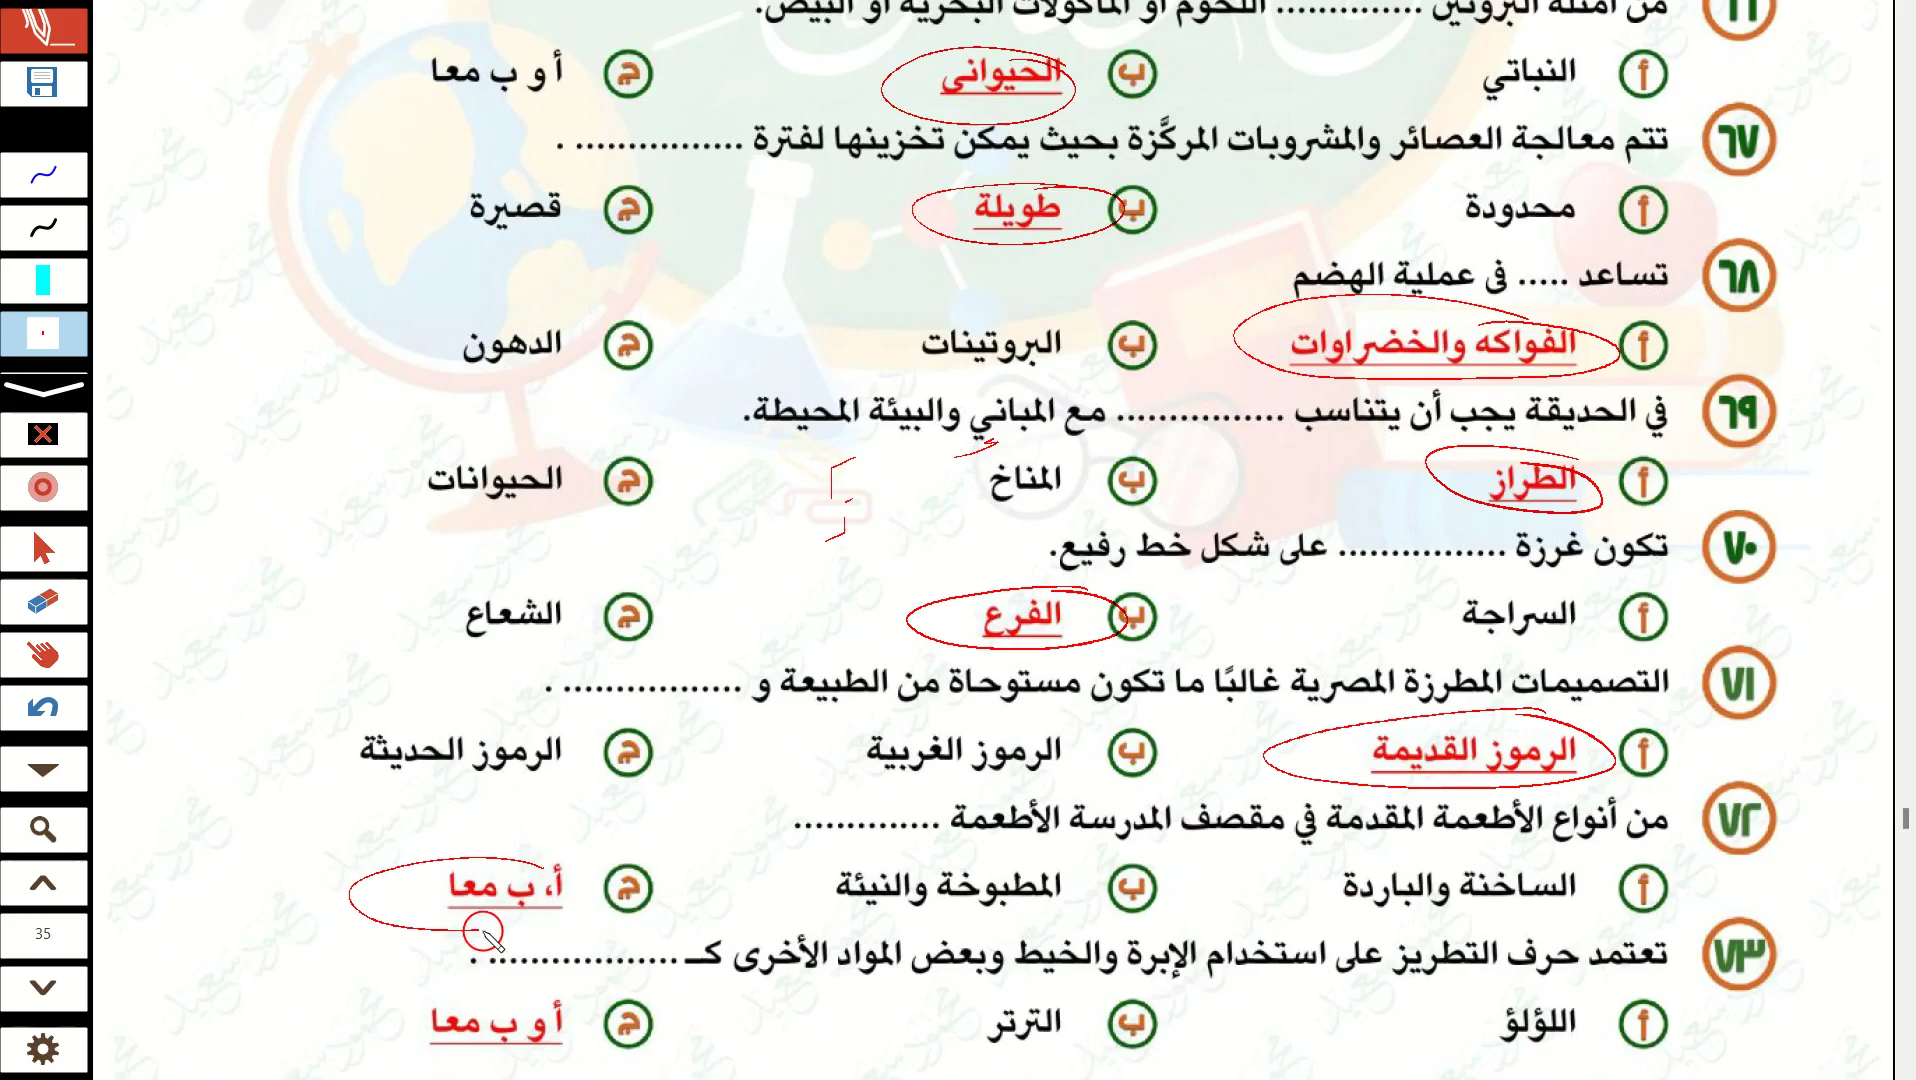 ٦٦ من أمثلة البروتين .............. اللحوم أو المأكولات البحرية أو البيض.
أ النباتي ب الحيوانى ج أ و ب معا
٦٧ تتم معالجة العصائر والمشروبات المركَّزة بحيث يمكن تخزينها لفترة ................ .
أ محدودة ب طويلة ج قصيرة
٦٨ تساعد ..... فى عملية الهضم
أ الفواكه والخضراوات ب البروتينات ج الدهون
٦٩ في الحديقة يجب أن يتناسب ................ مع المباني والبيئة المحيطة.
أ الطراز ب المناخ ج الحيوانات
٧٠ تكون غرزة ................ على شكل خط رفيع.
أ السراجة ب الفرع ج الشعاع
٧١ التصميمات المطرزة المصرية غالبًا ما تكون مستوحاة من الطبيعة و ................. .
أ الرموز القديمة ب الرموز الغربية ج الرموز الحديثة
٧٢ من أنواع الأطعمة المقدمة في مقصف المدرسة الأطعمة ..............
أ الساخنة والباردة ب المطبوخة والنيئة ج أ، ب معا
٧٣ تعتمد حرف التطريز على استخدام الإبرة والخيط وبعض المواد الأخرى كـ .................. .
أ اللؤلؤ ب الترتر ج أ و ب معا
35